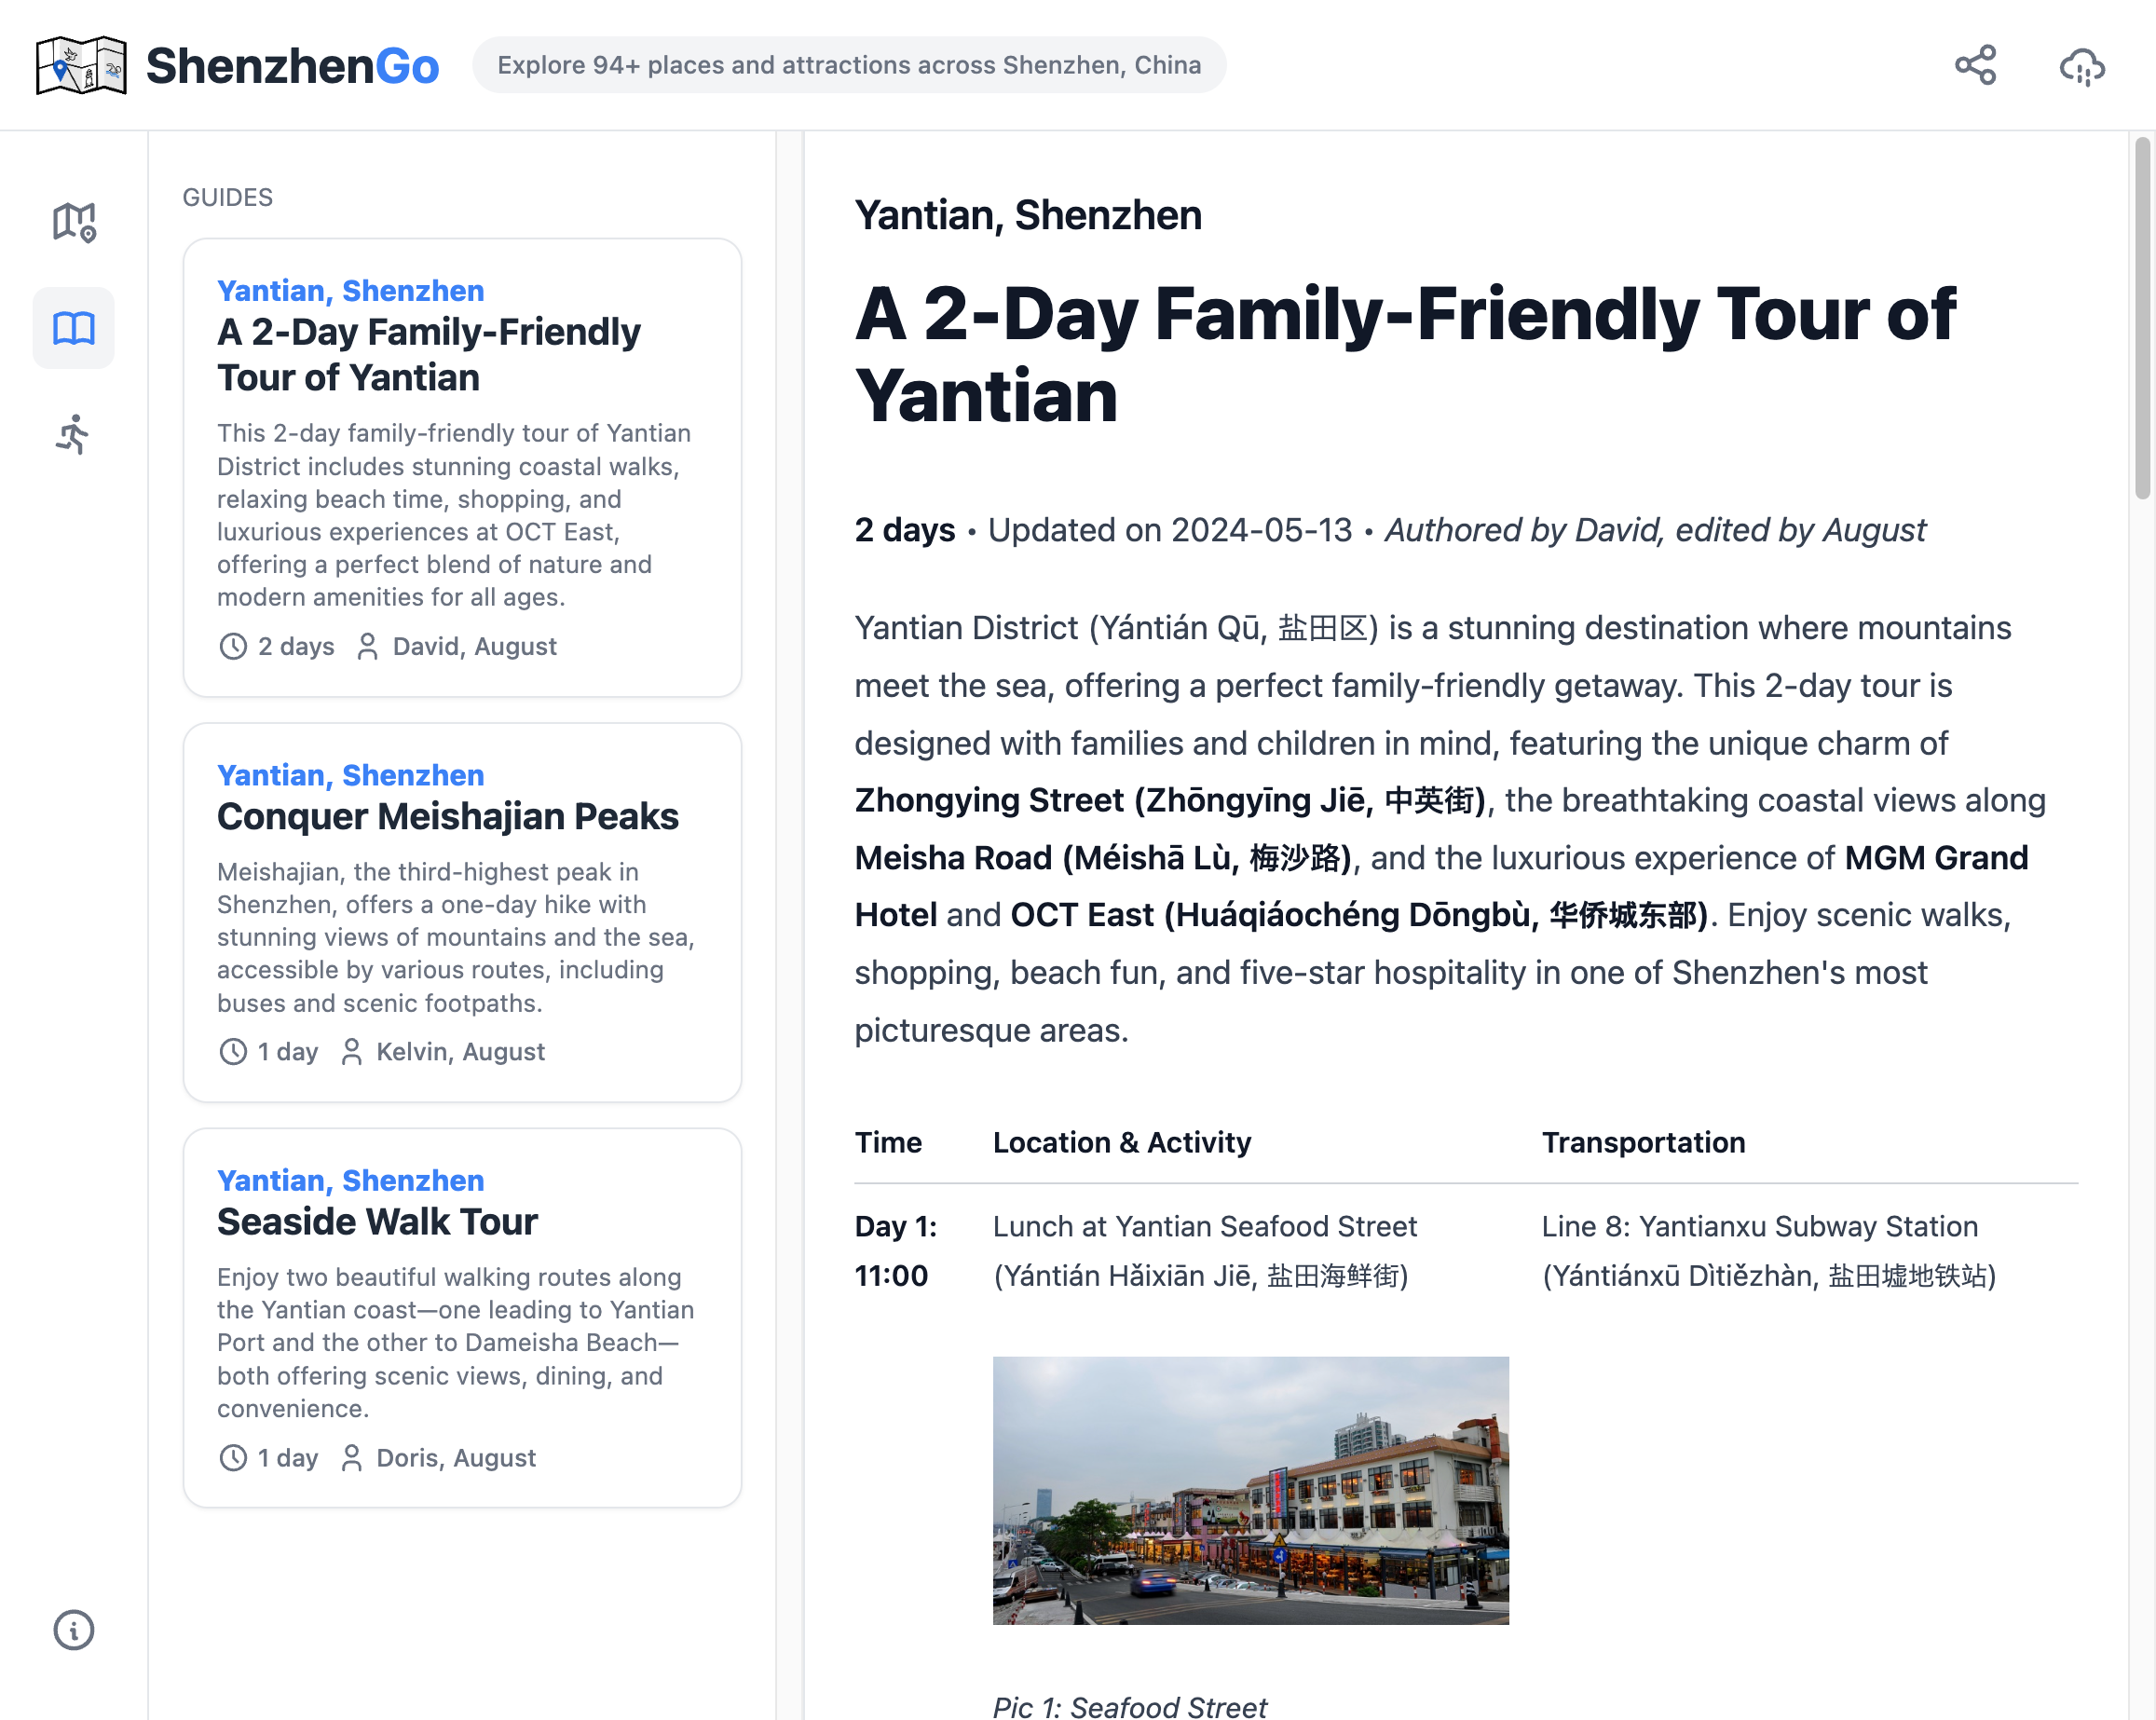 ShenzhenGo
Explore 94+ places and attractions across Shenzhen, China
GUIDES
Yantian, Shenzhen
A 2-Day Family-Friendly
Tour of Yantian
This 2-day family-friendly tour of Yantian
District includes stunning coastal walks,
relaxing beach time, shopping, and
luxurious experiences at OCT East,
offering a perfect blend of nature and
modern amenities for all ages.
2 days David, August
Yantian, Shenzhen
Conquer Meishajian Peaks
Meishajian, the third-highest peak in
Shenzhen, offers a one-day hike with
stunning views of mountains and the sea,
accessible by various routes, including
buses and scenic footpaths.
1 day Kelvin, August
Yantian, Shenzhen
Seaside Walk Tour
Enjoy two beautiful walking routes along
the Yantian coast—one leading to Yantian
Port and the other to Dameisha Beach—
both offering scenic views, dining, and
convenience.
1 day Doris, August
Yantian, Shenzhen
A 2-Day Family-Friendly Tour of
Yantian
2 days • Updated on 2024-05-13 • Authored by David, edited by August
Yantian District (Yántián Qū, 盐田区) is a stunning destination where mountains
meet the sea, offering a perfect family-friendly getaway. This 2-day tour is
designed with families and children in mind, featuring the unique charm of
Zhongying Street (Zhōngyīng Jiē, 中英街), the breathtaking coastal views along
Meisha Road (Méishā Lù, 梅沙路), and the luxurious experience of MGM Grand
Hotel and OCT East (Huáqiáochéng Dōngbù, 华侨城东部). Enjoy scenic walks,
shopping, beach fun, and five-star hospitality in one of Shenzhen's most
picturesque areas.
Time Location & Activity Transportation
Day 1: Lunch at Yantian Seafood Street Line 8: Yantianxu Subway Station
11:00 (Yántián Hǎixiān Jiē, 盐田海鲜街) (Yántiánxū Dìtiězhàn, 盐田墟地铁站)
Pic 1: Seafood Street